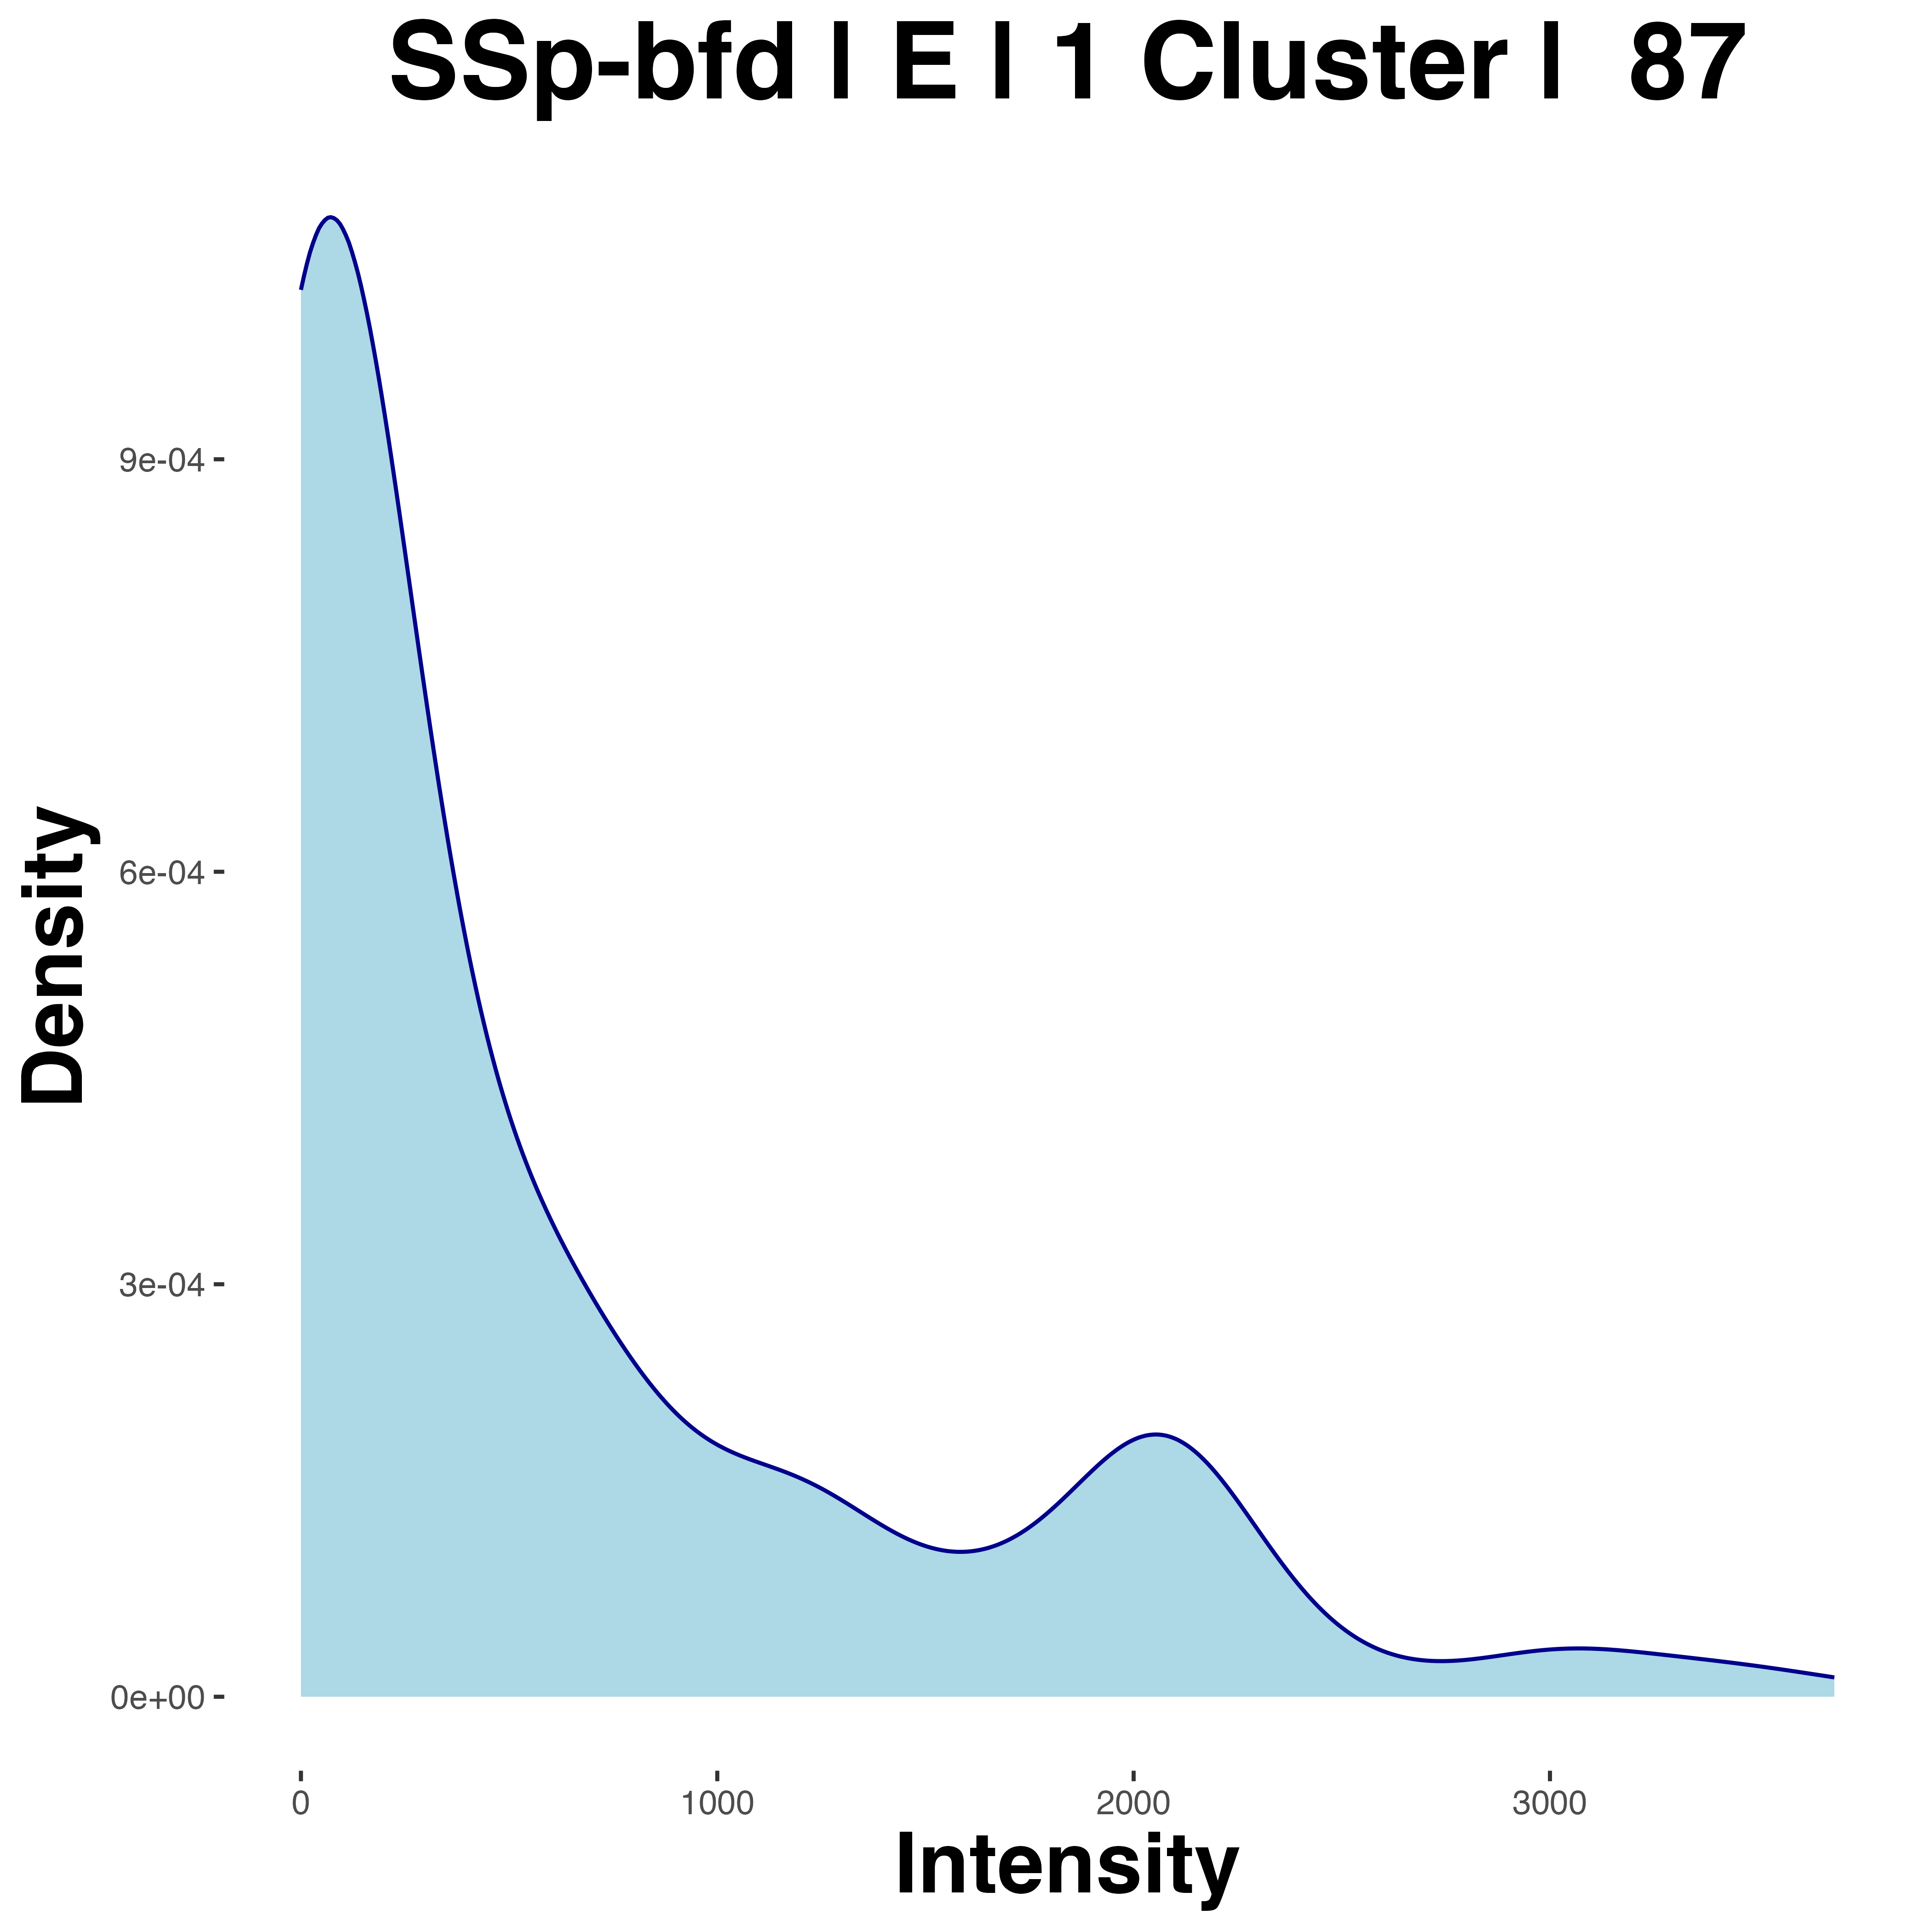 SSp-bfd | E | 1 Cluster |  87
Density
9e-04
6e-04
3e-04
0e+00
0
1000
2000
3000
Intensity